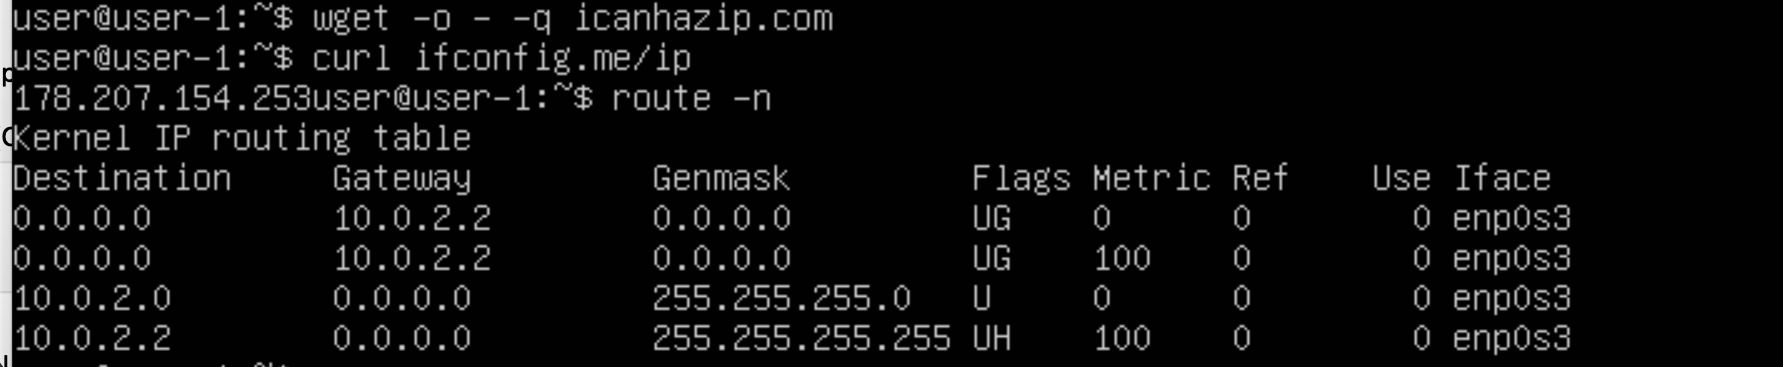 user@user-1:~$ wget -o - -q icanhazip.com
user@user-1:~$ curl ifconfig.me/ip
178.207.154.253user@user-1:~$ route -n
Kernel IP routing table
Destination Gateway Genmask Flags Metric Ref Use Iface
0.0.0.0 10.0.2.2 0.0.0.0 UG 0 0 0 enp0s3
0.0.0.0 10.0.2.2 0.0.0.0 UG 100 0 0 enp0s3
10.0.2.0 0.0.0.0 255.255.255.0 U 0 0 0 enp0s3
10.0.2.2 0.0.0.0 255.255.255.255 UH 100 0 0 enp0s3